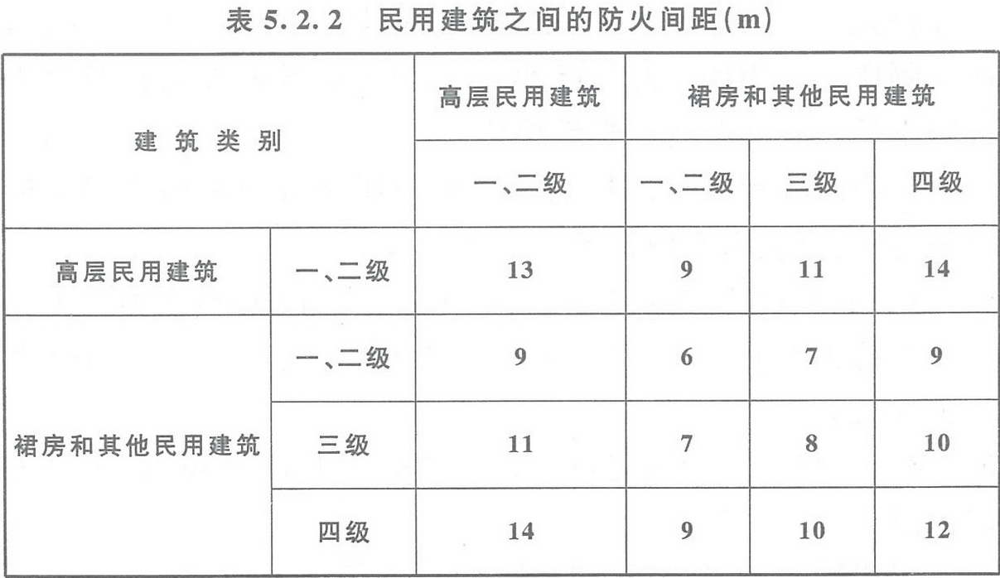 表 5.2.2 民用建筑之间的防火间距(m)
建筑类别 高层民用建筑 裙房和其他民用建筑
一、二级 一、二级 三级 四级
高层民用建筑 一、二级 13 9 11 14
裙房和其他民用建筑 一、二级 9 6 7 9
三级 11 7 8 10
四级 14 9 10 12